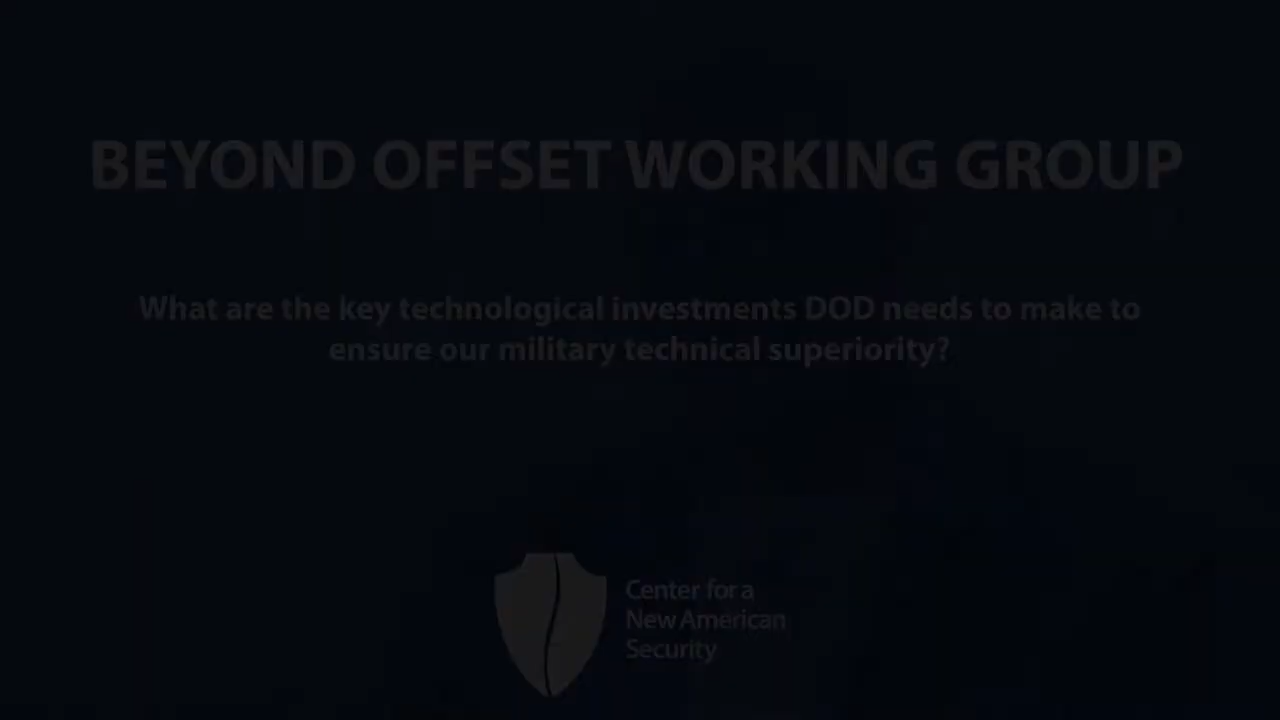 BEYOND OFFSET WORKING GROUP
What are the key technological investments DOD needs to make to
ensure our military technical superiority?
Center for a
New American
Security